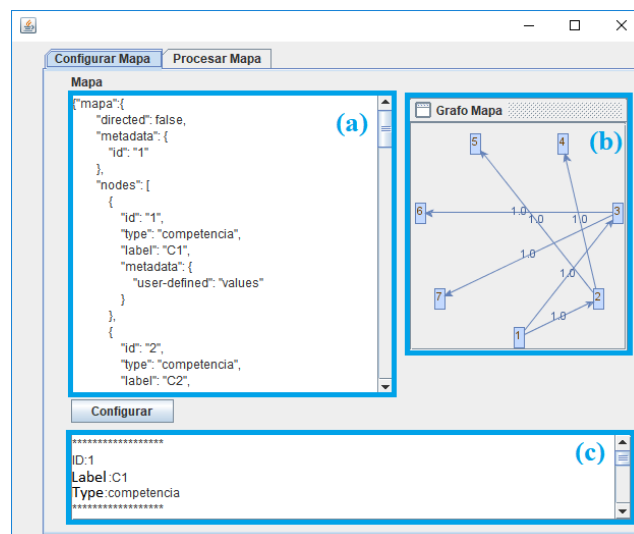 Configurar Mapa Procesar Mapa
Mapa
{"mapa":{
"directed": false,
"metadata": {
"id": "1"
},
"nodes": [
{
"id": "1",
"type": "competencia",
"label": "C1",
"metadata": {
"user-defined": "values"
}
},
{
"id": "2",
"type": "competencia",
"label": "C2",
(a)
Grafo Mapa
(b)
5 4
6 1.0 1.0 1.0 3
1.0
1.0
7 2
1.0
1
Configurar
******************
ID:1
Label:C1
Type:competencia
******************
(c)